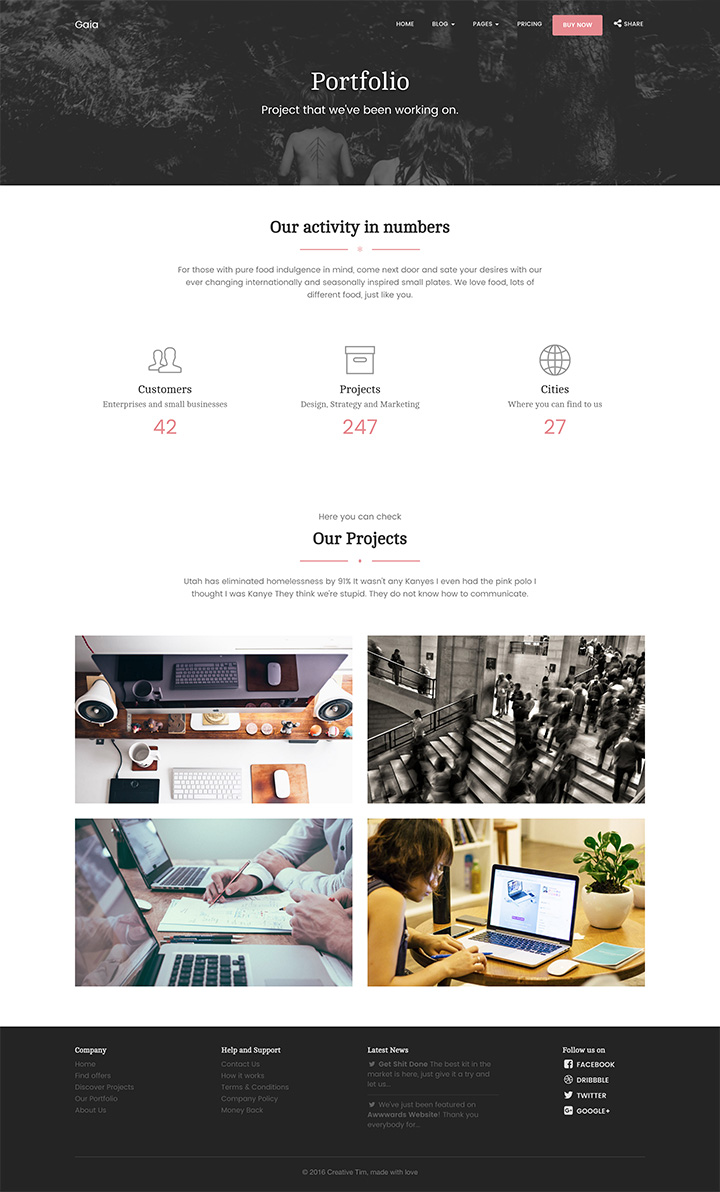 Gaia
HOME
BLOG
PAGES
PRICING
BUY NOW
SHARE
Portfolio
Project that we've been working on.
Our activity in numbers
For those with pure food indulgence in mind, come next door and sate your desires with our
ever changing internationally and seasonally inspired small plates. We love food, lots of
different food, just like you.
Customers
Enterprises and small businesses
42
Projects
Design, Strategy and Marketing
247
Cities
Where you can find to us
27
Here you can check
Our Projects
Utah has eliminated homelessness by 91% It wasn't any Kanyes I even had the pink polo I
thought I was Kanye They think we're stupid. They do not know how to communicate.
Company
Home
Find offers
Discover Projects
Our Portfolio
About Us
Help and Support
Contact Us
How it works
Terms & Conditions
Company Policy
Money Back
Latest News
Get Shit Done The best kit in the
market is here, just give it a try and
let us...
We've just been featured on
Awwwards Website! Thank you
everybody for...
Follow us on
FACEBOOK
DRIBBBLE
TWITTER
GOOGLE+
© 2016 Creative Tim, made with love